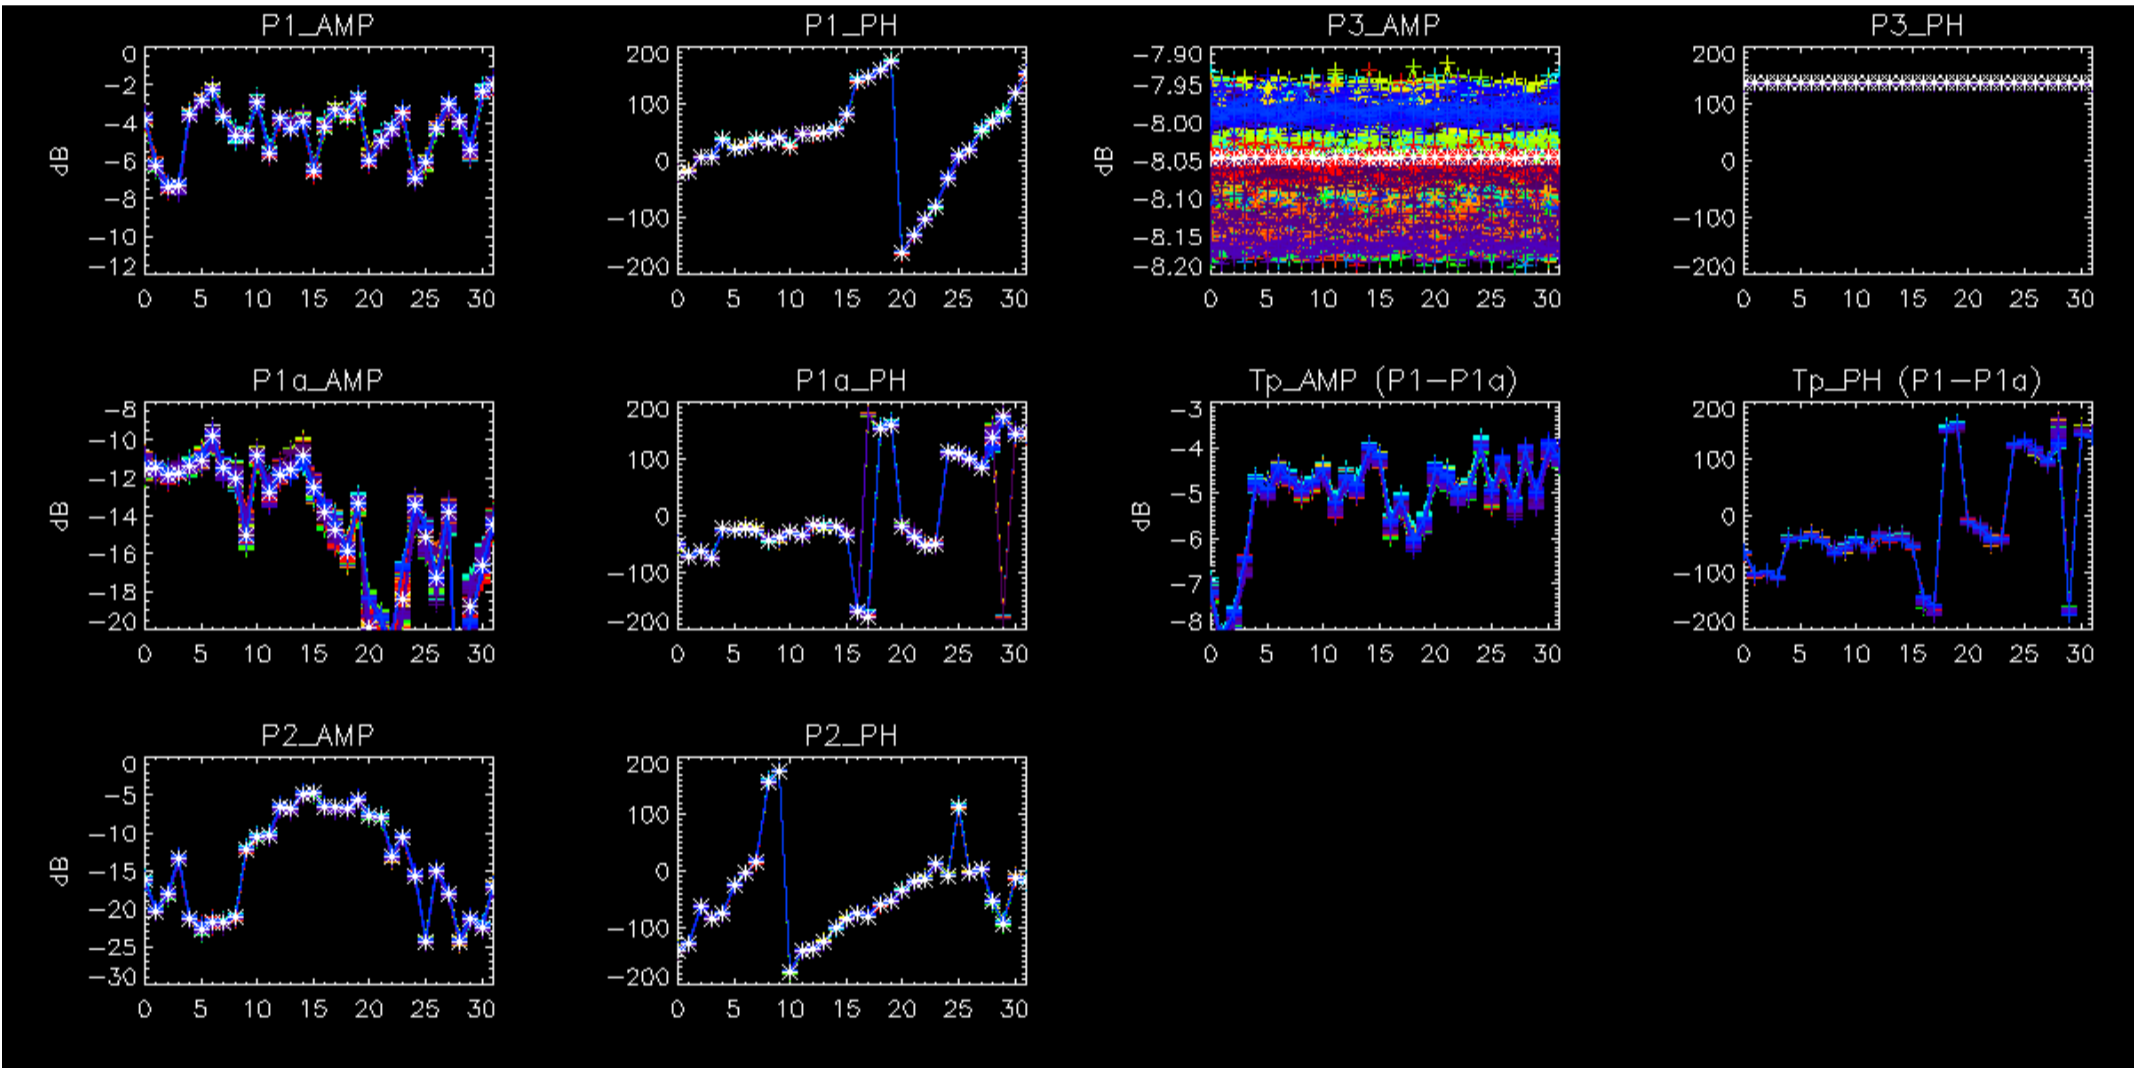 P1_AMP
0
-2
-4
-6
-8
-10
-12
dB
0 5 10 15 20 25 30
P1_PH
200
100
0
-100
-200
0 5 10 15 20 25 30
P3_AMP
-7.90
-7.95
-8.00
-8.05
-8.10
-8.15
-8.20
dB
0 5 10 15 20 25 30
P3_PH
200
100
0
-100
-200
0 5 10 15 20 25 30
P1a_AMP
-8
-10
-12
-14
-16
-18
-20
dB
0 5 10 15 20 25 30
P1a_PH
200
100
0
-100
-200
0 5 10 15 20 25 30
Tp_AMP (P1-P1a)
-3
-4
-5
-6
-7
-8
dB
0 5 10 15 20 25 30
Tp_PH (P1-P1a)
200
100
0
-100
-200
0 5 10 15 20 25 30
P2_AMP
0
-5
-10
-15
-20
-25
-30
dB
0 5 10 15 20 25 30
P2_PH
200
100
0
-100
-200
0 5 10 15 20 25 30